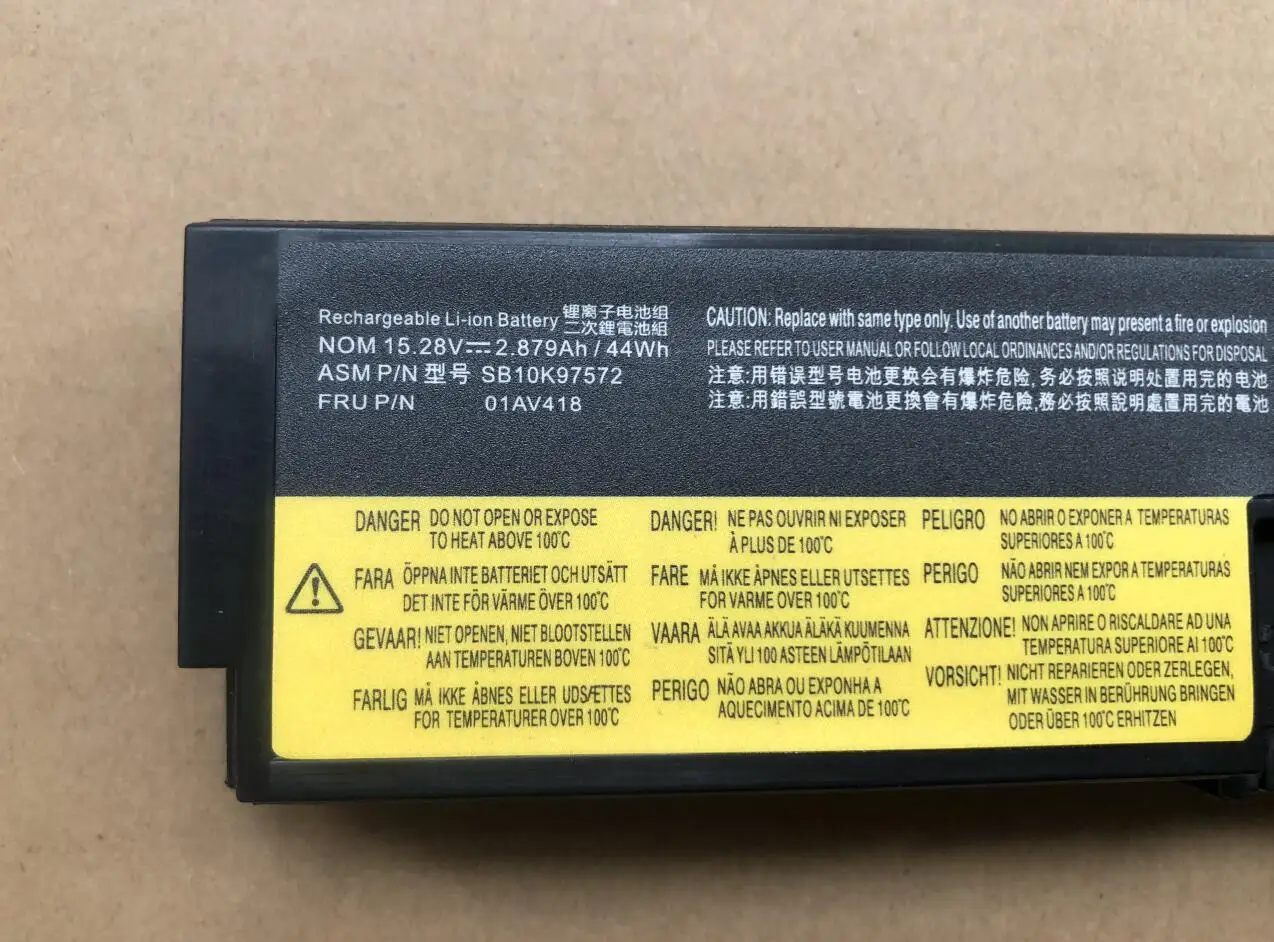 Rechargeable Li-ion Battery 锂离子电池组
二次鋰電池組
NOM 15.28V⎓2.879Ah / 44Wh
ASM P/N 型号 SB10K97572
FRU P/N 01AV418
CAUTION: Replace with same type only. Use of another battery may present a fire or explosion
PLEASE REFER TO USER MANUAL OR FOLLOW LOCAL ORDINANCES AND/OR REGULATIONS FOR DISPOSAL
注意:用错误型号电池更换会有爆炸危险,务必按照说明处置用完的电池
注意:用錯誤型號電池更換會有爆炸危險,務必按照說明處置用完的電池
DANGER DO NOT OPEN OR EXPOSE
TO HEAT ABOVE 100℃
FARA ÖPPNA INTE BATTERIET OCH UTSÄTT
DET INTE FÖR VÄRME ÖVER 100℃
GEVAAR! NIET OPENEN, NIET BLOOTSTELLEN
AAN TEMPERATUREN BOVEN 100℃
FARLIG MÅ IKKE ÅBNES ELLER UDSÆTTES
FOR TEMPERATURER OVER 100℃
DANGER! NE PAS OUVRIR NI EXPOSER
À PLUS DE 100℃
FARE MÅ IKKE ÅPNES ELLER UTSETTES
FOR VARME OVER 100℃
VAARA ÄLÄ AVAA AKKUA ÄLÄKÄ KUUMENNA
SITÄ YLI 100 ASTEEN LÄMPÖTILAAN
PERIGO NÃO ABRA OU EXPONHA A
AQUECIMENTO ACIMA DE 100℃
PELIGRO NO ABRIR O EXPONER A TEMPERATURAS
SUPERIORES A 100℃
PERIGO NÃO ABRIR NEM EXPOR A TEMPERATURAS
SUPERIORES A 100℃
ATTENZIONE! NON APRIRE O RISCALDARE AD UNA
TEMPERATURA SUPERIORE AI 100℃
VORSICHT! NICHT REPARIEREN ODER ZERLEGEN,
MIT WASSER IN BERÜHRUNG BRINGEN
ODER ÜBER 100℃ ERHITZEN